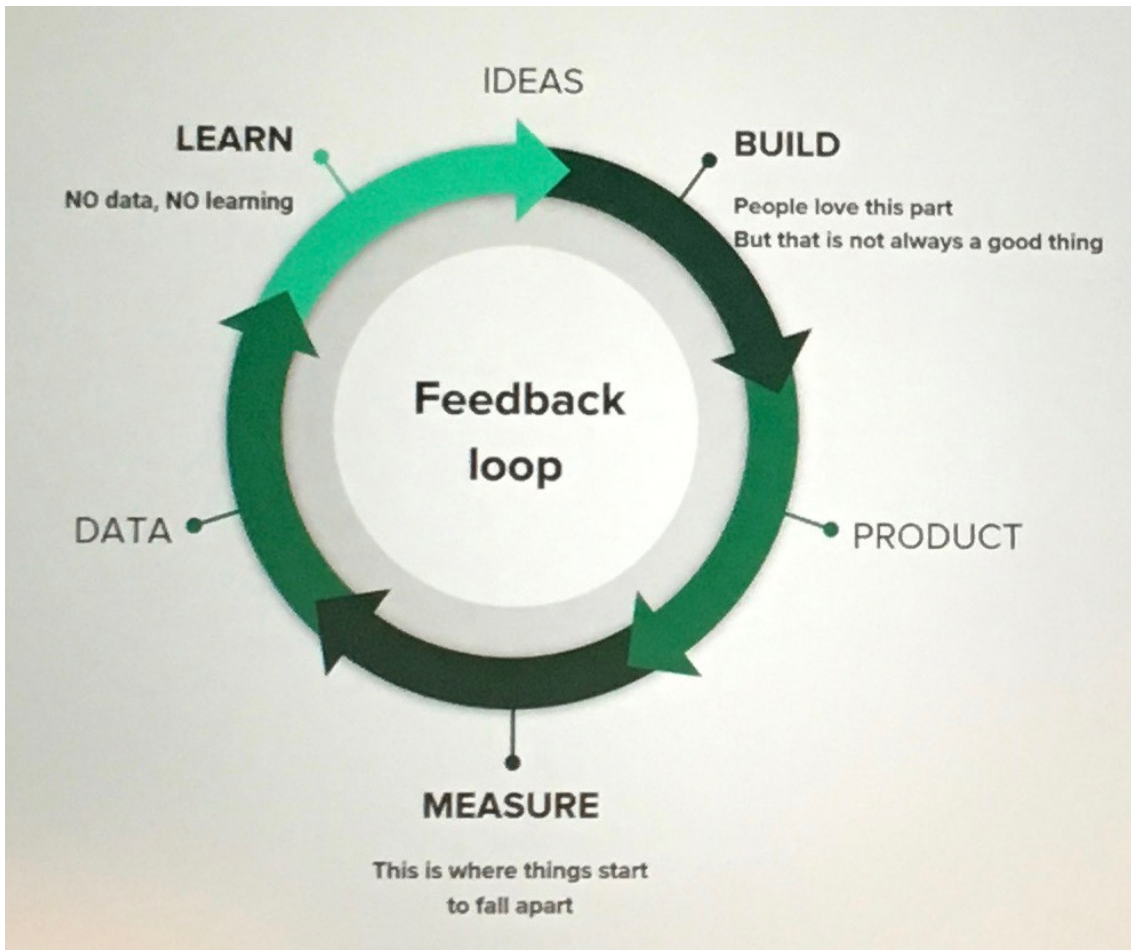 IDEAS
LEARN
NO data, NO learning
BUILD
People love this part
But that is not always a good thing
Feedback
loop
DATA
PRODUCT
MEASURE
This is where things start
to fall apart